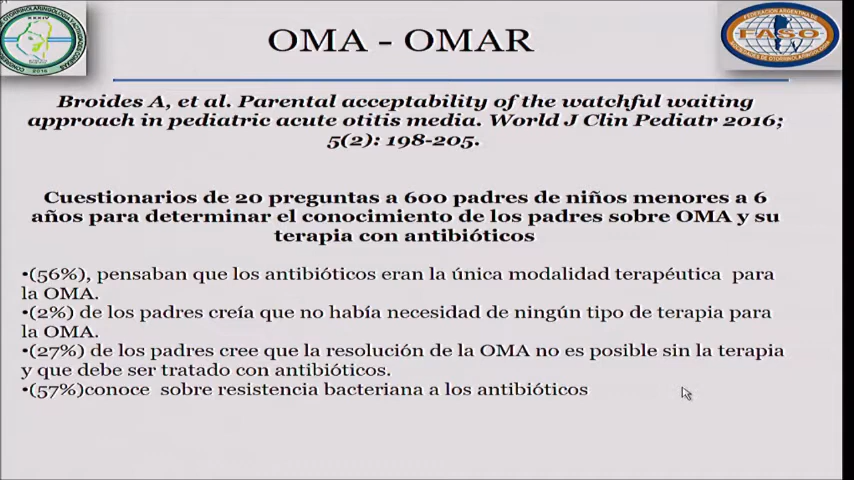 OMA - OMAR
FASO
Broides A, et al. Parental acceptability of the watchful waiting
approach in pediatric acute otitis media. World J Clin Pediatr 2016;
5(2): 198-205.
Cuestionarios de 20 preguntas a 600 padres de niños menores a 6
años para determinar el conocimiento de los padres sobre OMA y su
terapia con antibióticos
•(56%), pensaban que los antibióticos eran la única modalidad terapéutica para
la OMA.
•(2%) de los padres creía que no había necesidad de ningún tipo de terapia para
la OMA.
•(27%) de los padres cree que la resolución de la OMA no es posible sin la terapia
y que debe ser tratado con antibióticos.
•(57%)conoce sobre resistencia bacteriana a los antibióticos